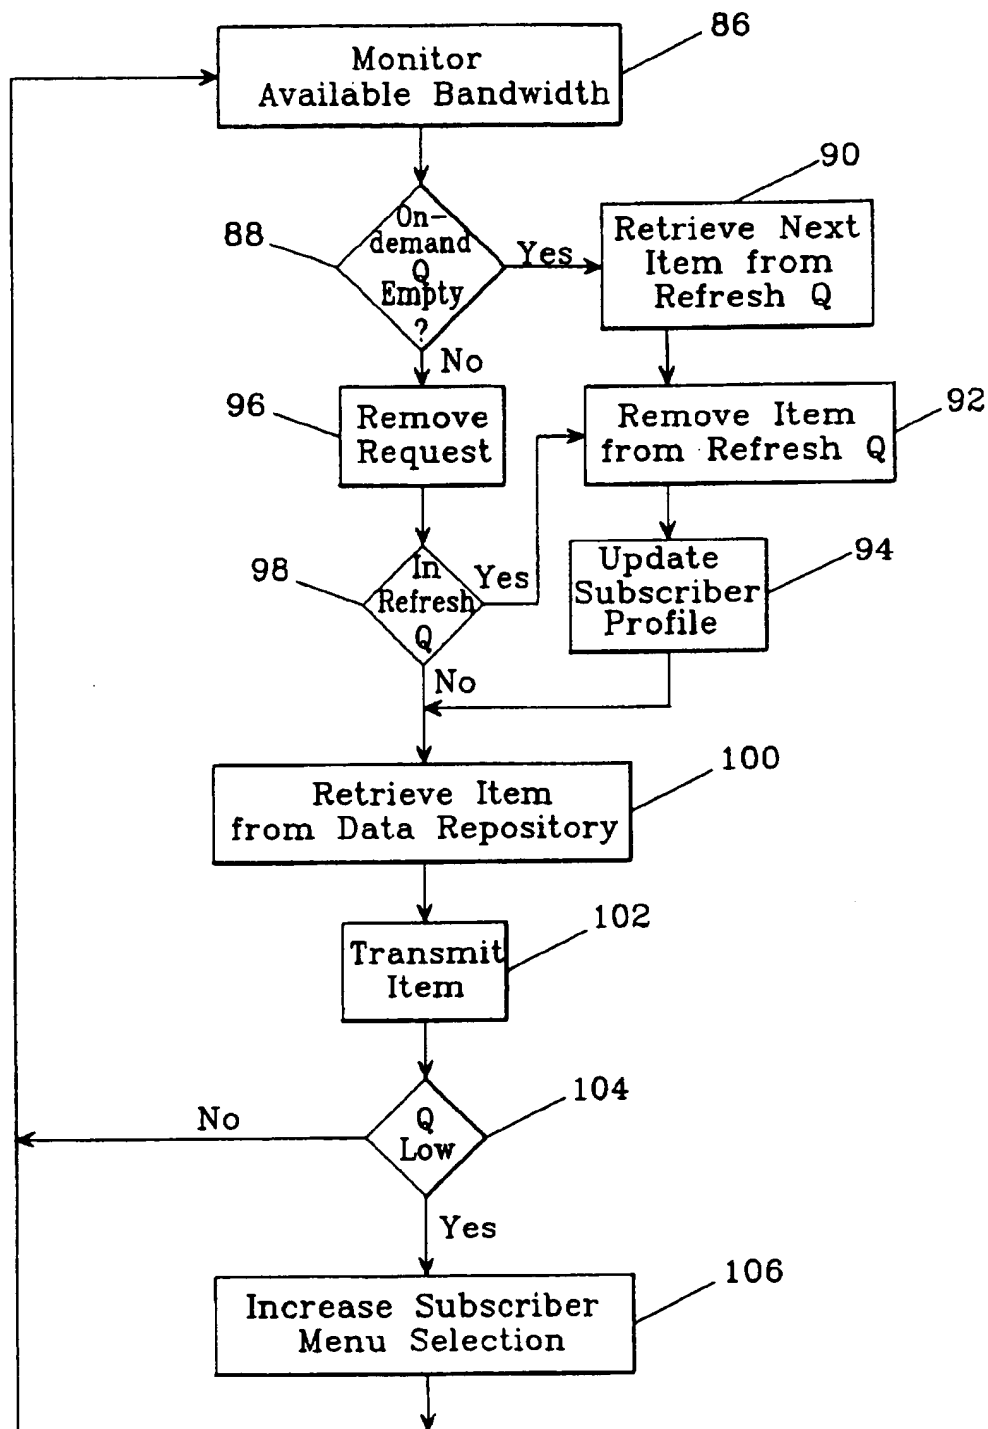 86
Monitor
Available Bandwidth
90
88
On-
demand
Q
Empty
?
Yes
Retrieve Next
Item from
Refresh Q
No
96
Remove
Request
92
Remove Item
from Refresh Q
98
In
Refresh
Q
Yes
94
Update
Subscriber
Profile
No
100
Retrieve Item
from Data Repository
102
Transmit
Item
104
Q
Low
No
Yes
106
Increase Subscriber
Menu Selection